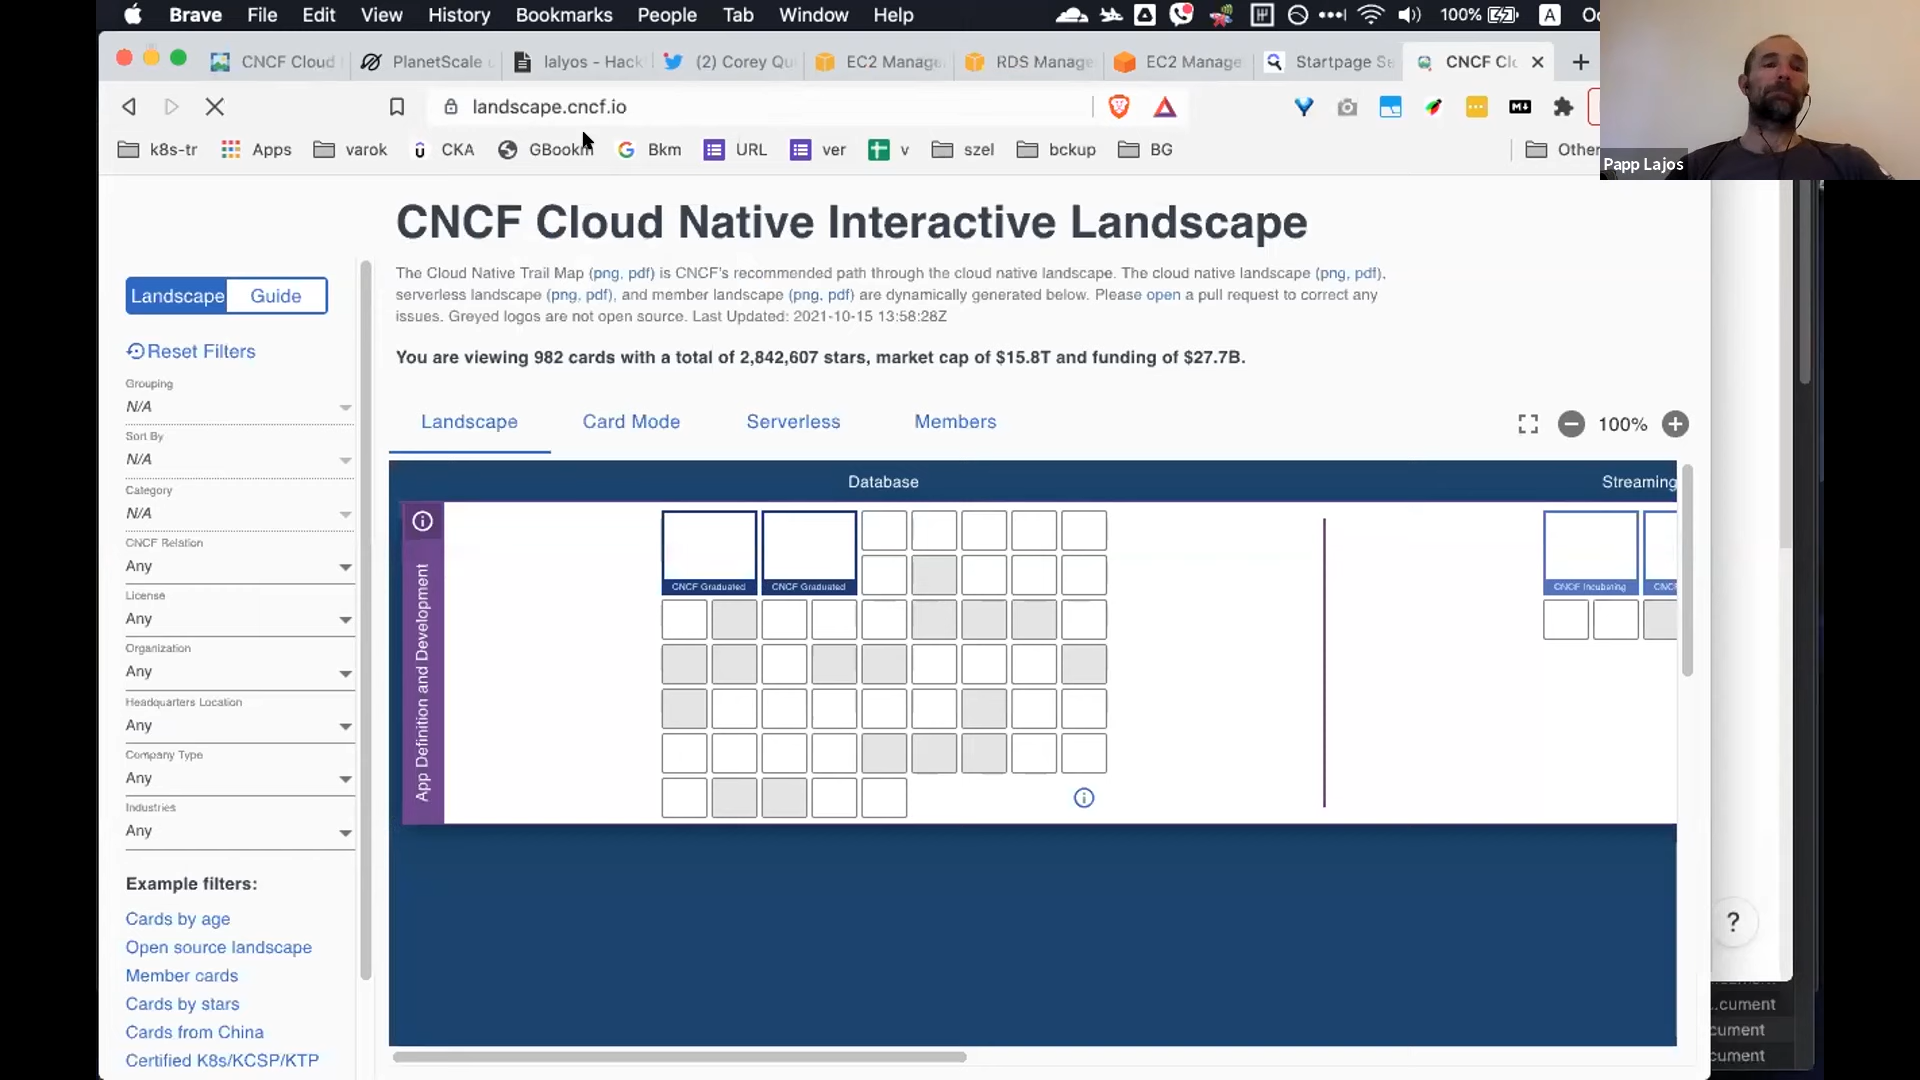 Brave File Edit View History Bookmarks People Tab Window Help 100% A
CNCF Cloud PlanetScale lalyos - Hack (2) Corey Qu EC2 Manage RDS Manage EC2 Manage Startpage Se CNCF Cl
landscape.cncf.io
k8s-tr Apps varok CKA GBookm Bkm URL ver v szel bckup BG Other
Papp Lajos
CNCF Cloud Native Interactive Landscape
The Cloud Native Trail Map (png, pdf) is CNCF's recommended path through the cloud native landscape. The cloud native landscape (png, pdf),
serverless landscape (png, pdf), and member landscape (png, pdf) are dynamically generated below. Please open a pull request to correct any
issues. Greyed logos are not open source. Last Updated: 2021-10-15 13:58:28Z
You are viewing 982 cards with a total of 2,842,607 stars, market cap of $15.8T and funding of $27.7B.
Landscape Guide
Reset Filters
Grouping
N/A
Sort By
N/A
Category
N/A
CNCF Relation
Any
License
Any
Organization
Any
Headquarters Location
Any
Company Type
Any
Industries
Any
Example filters:
Cards by age
Open source landscape
Member cards
Cards by stars
Cards from China
Certified K8s/KCSP/KTP
Landscape Card Mode Serverless Members
100%
Database Streaming
App Definition and Development
CNCF Graduated CNCF Graduated CNCF Incubating
?
..cument
cument
cument